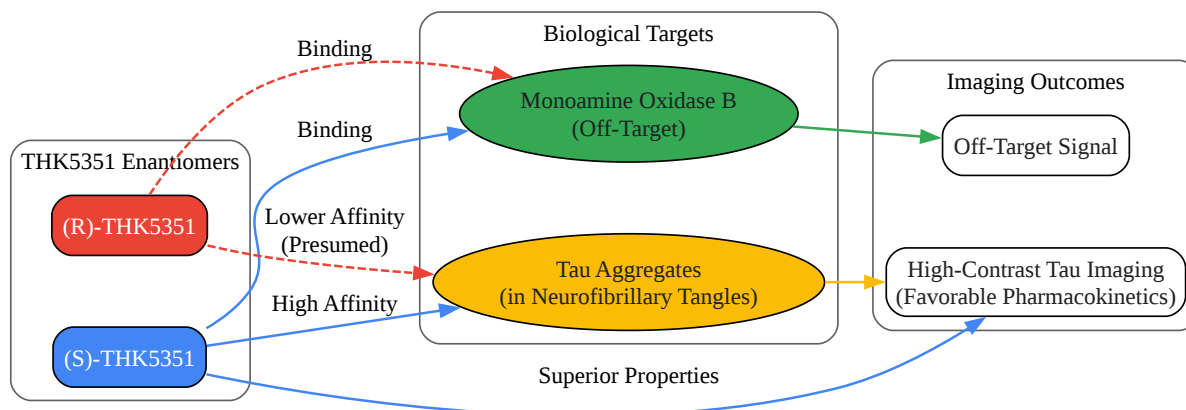 THK5351 Enantiomers
(R)-THK5351
(S)-THK5351
Binding
Binding
Lower Affinity
(Presumed)
High Affinity
Superior Properties
Biological Targets
Monoamine Oxidase B
(Off-Target)
Tau Aggregates
(in Neurofibrillary Tangles)
Imaging Outcomes
Off-Target Signal
High-Contrast Tau Imaging
(Favorable Pharmacokinetics)